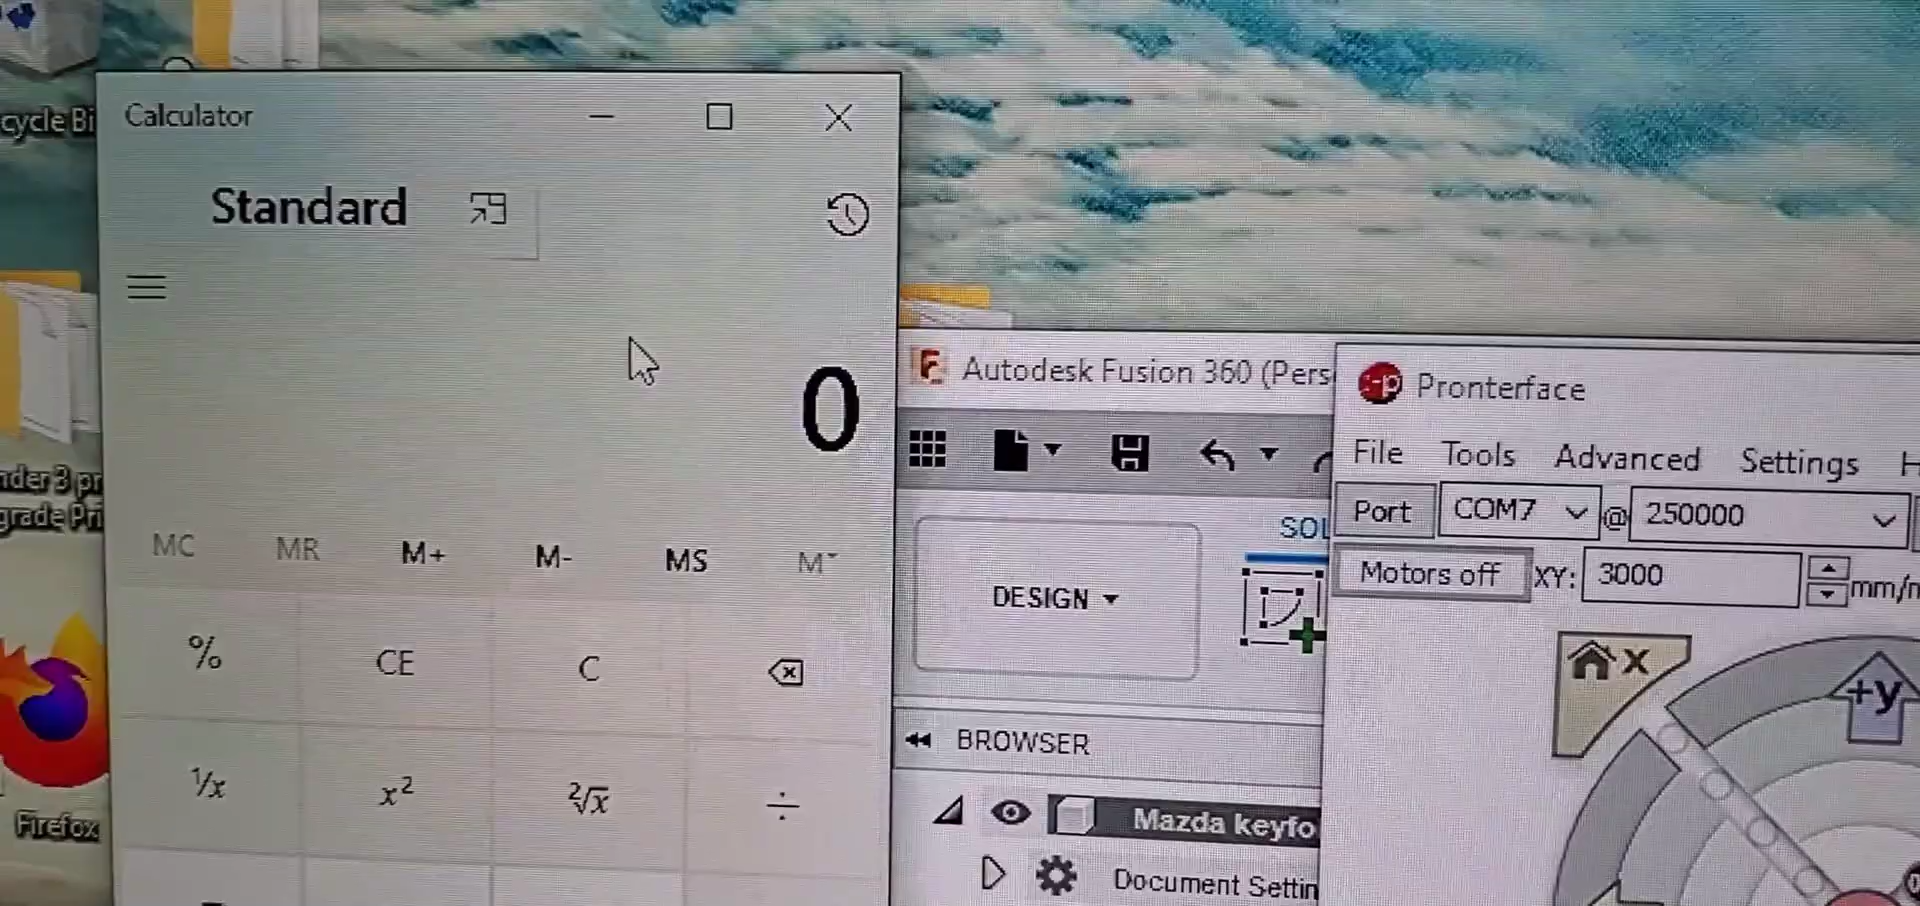 Calculator
Standard
0
MC MR M+ M- MS M˅
% CE C
¹/x x² ²√x ÷
Firefox
Autodesk Fusion 360 (Pers
DESIGN
SOL
BROWSER
Mazda keyfo
Document Settin
Pronterface
File Tools Advanced Settings H
Port COM7 @ 250000
Motors off XY: 3000 mm/m
X
+y
cycle Bi
nder 3 pr
grade Pri